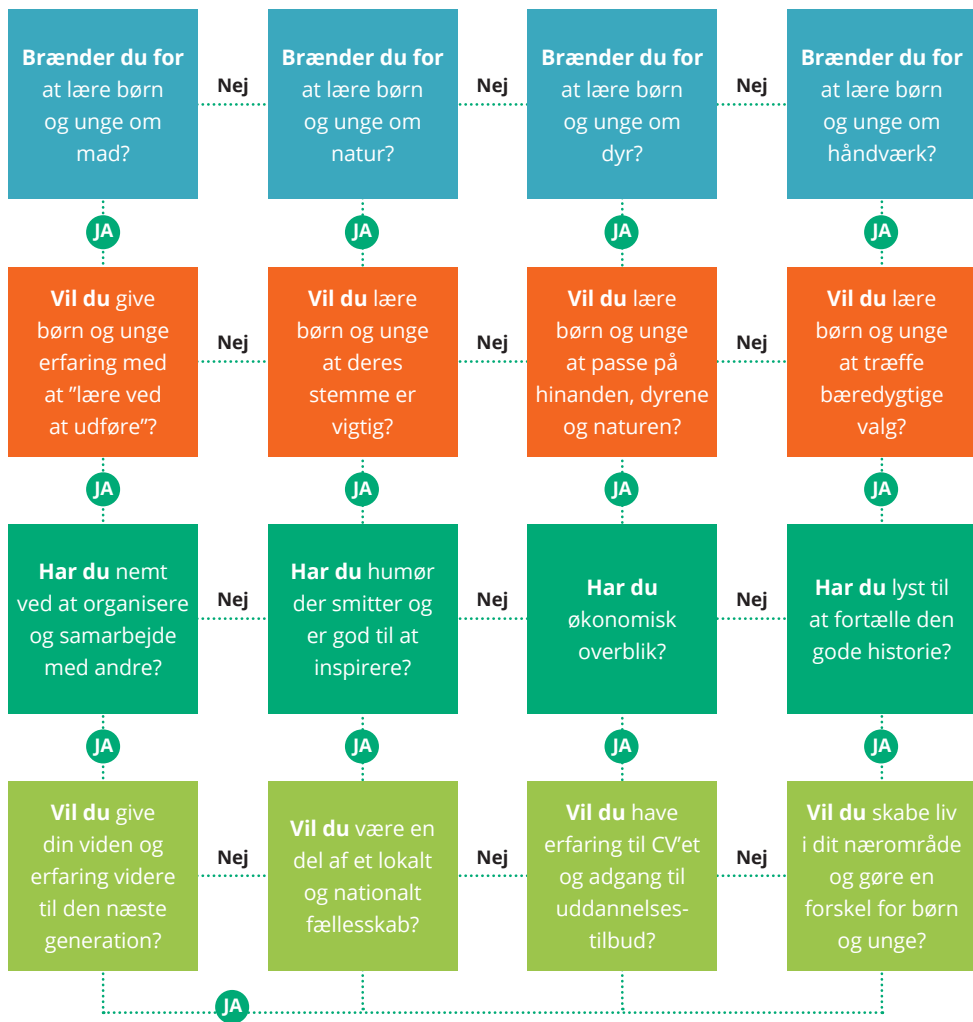 Brænder du for
at lære børn
og unge om
mad?
Nej
Brænder du for
at lære børn
og unge om
natur?
Nej
Brænder du for
at lære børn
og unge om
dyr?
Nej
Brænder du for
at lære børn
og unge om
håndværk?
JA
JA
JA
JA
Vil du give
børn og unge
erfaring med
at ”lære ved
at udføre”?
Nej
Vil du lære
børn og unge
at deres
stemme er
vigtig?
Nej
Vil du lære
børn og unge
at passe på
hinanden, dyrene
og naturen?
Nej
Vil du lære
børn og unge
at træffe
bæredygtige
valg?
JA
JA
JA
JA
Har du nemt
ved at organisere
og samarbejde
med andre?
Nej
Har du humør
der smitter og
er god til at
inspirere?
Nej
Har du
økonomisk
overblik?
Nej
Har du lyst til
at fortælle den
gode historie?
JA
JA
JA
JA
Vil du give
din viden og
erfaring videre
til den næste
generation?
Nej
Vil du være en
del af et lokalt
og nationalt
fællesskab?
Nej
Vil du have
erfaring til CV’et
og adgang til
uddannelses-
tilbud?
Nej
Vil du skabe liv
i dit nærområde
og gøre en
forskel for børn
og unge?
JA